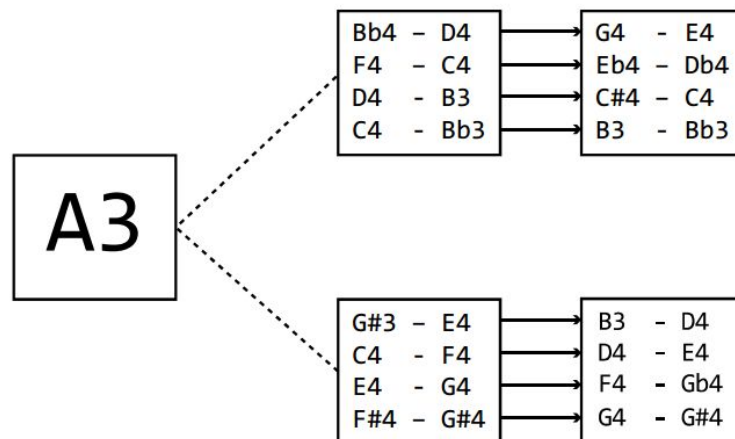 Bb4 – D4
F4 – C4
D4 - B3
C4 - Bb3
G4 - E4
Eb4 – Db4
C#4 – C4
B3 - Bb3
A3
G#3 – E4
C4 - F4
E4 - G4
F#4 – G#4
B3 - D4
D4 - E4
F4 - Gb4
G4 - G#4